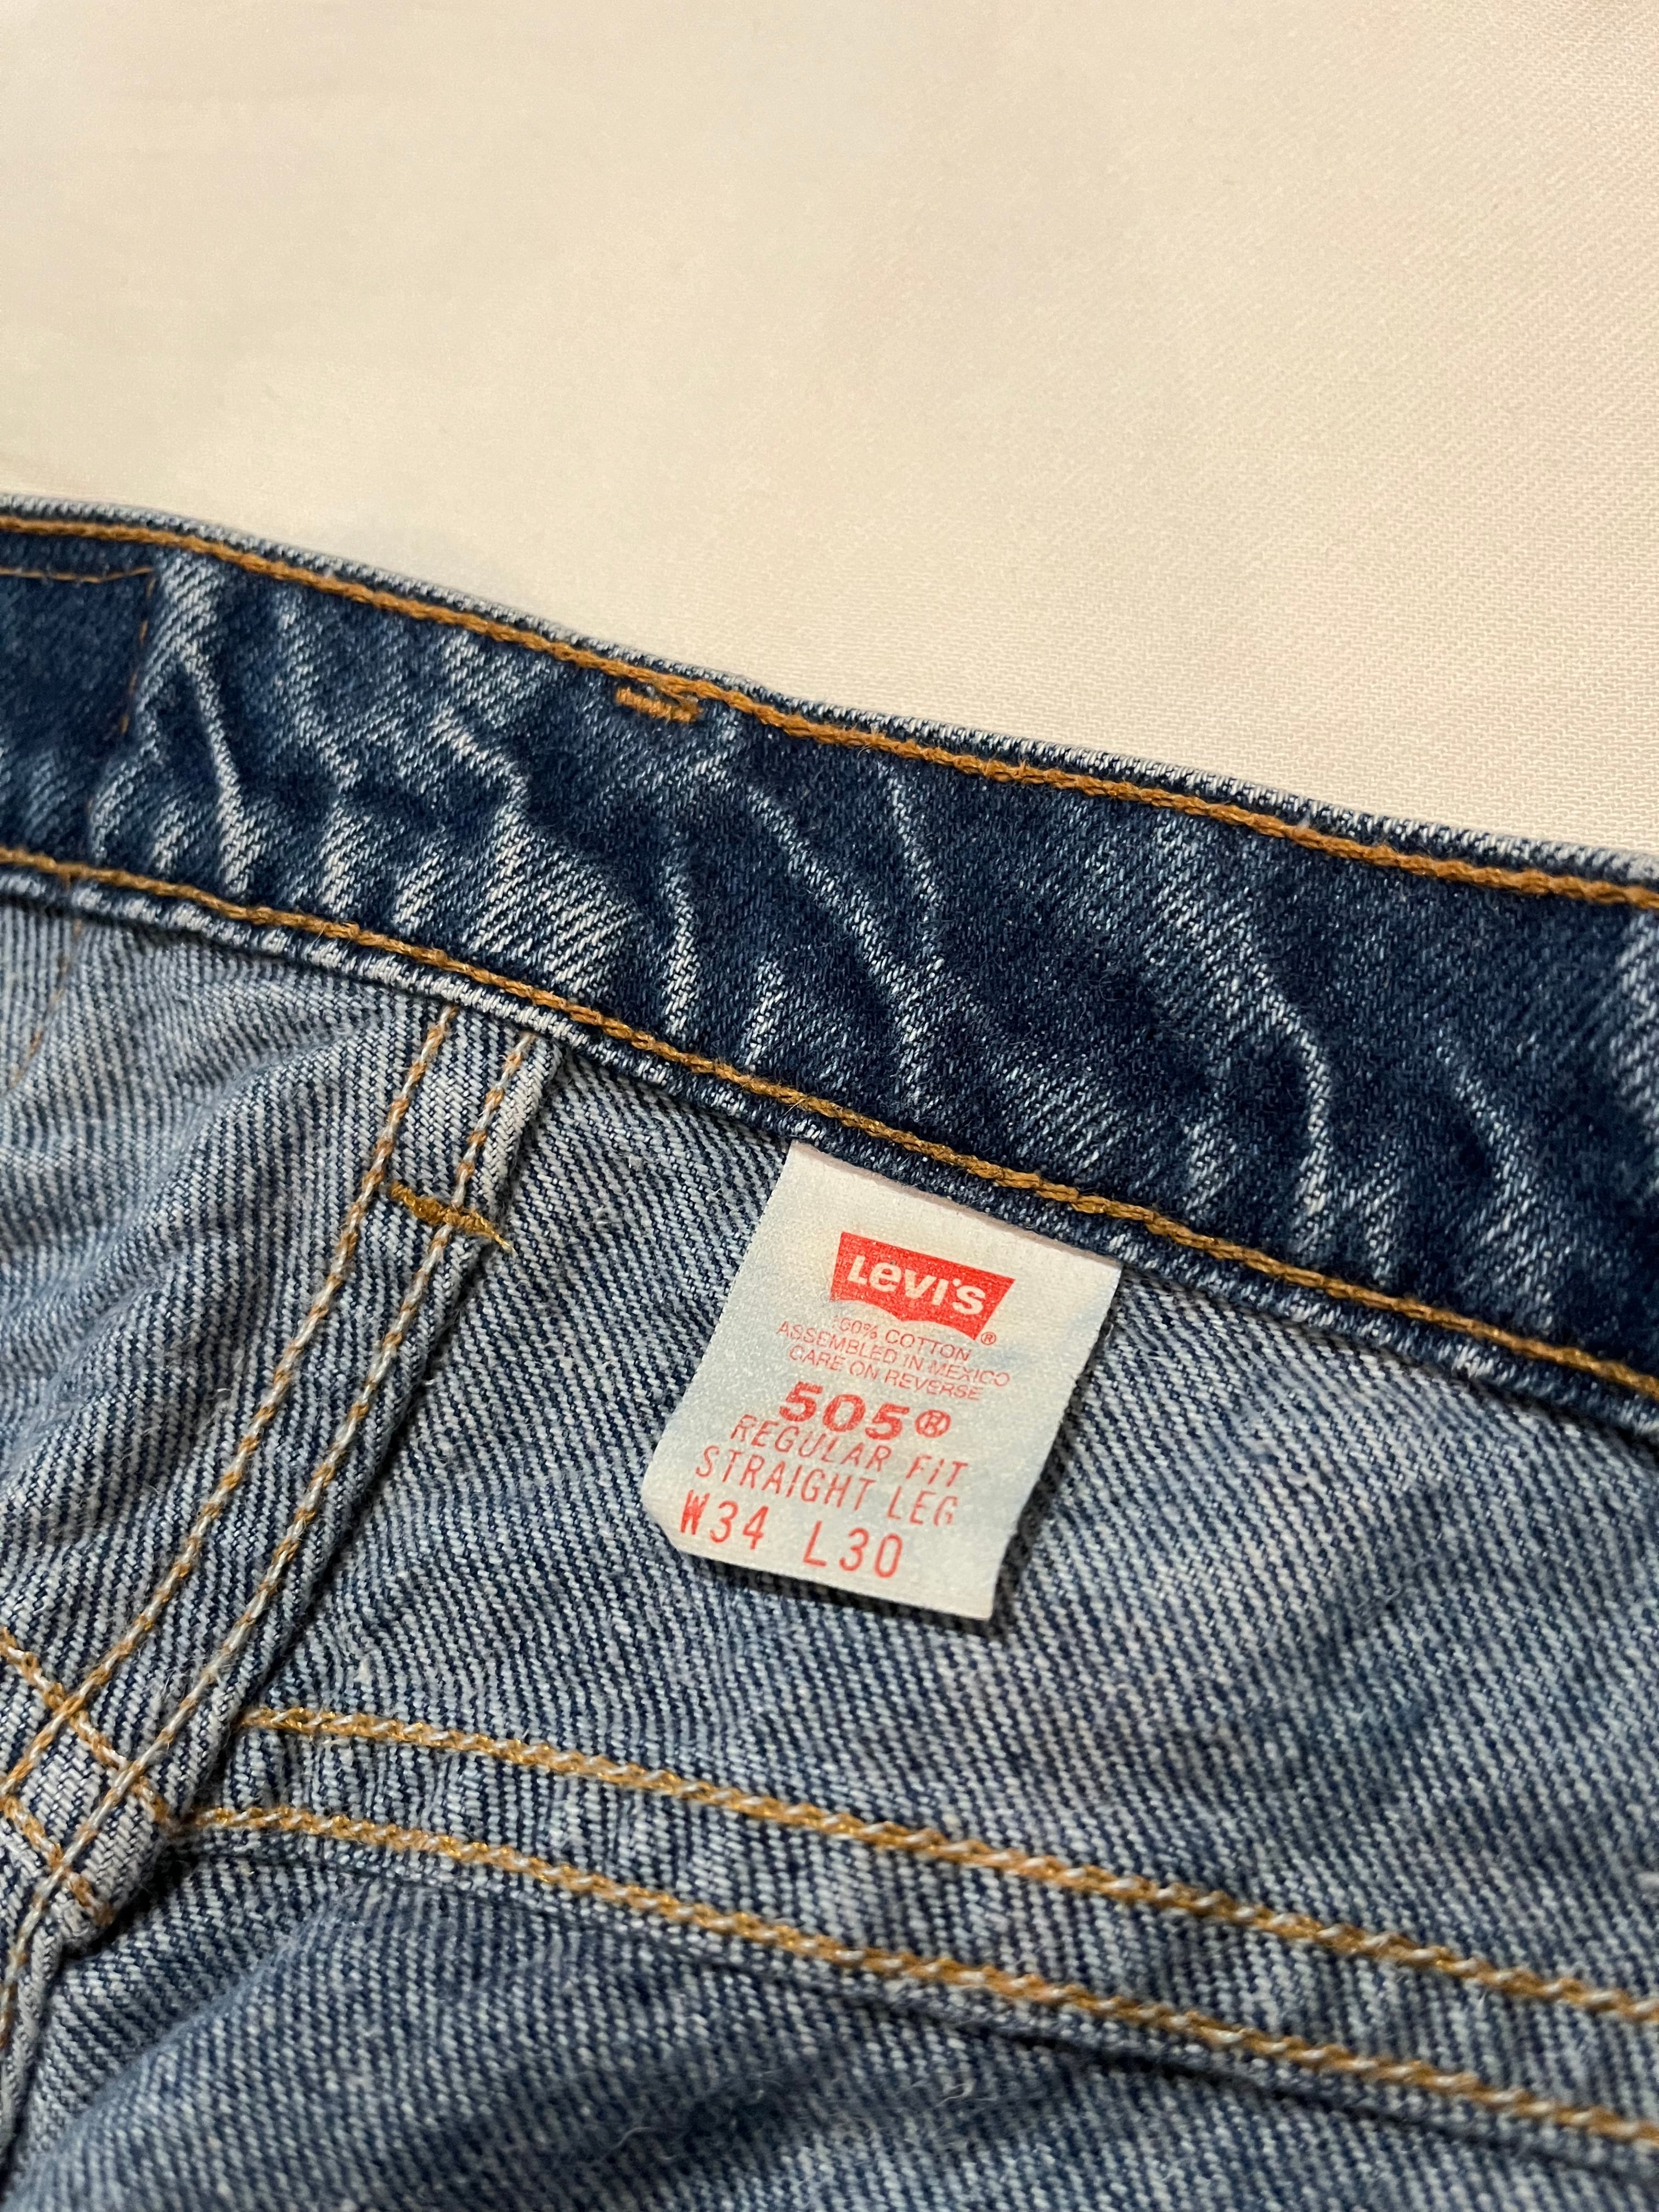 Levi's®
100% COTTON
ASSEMBLED IN MEXICO
CARE ON REVERSE
505®
REGULAR FIT
STRAIGHT LEG
W34 L30